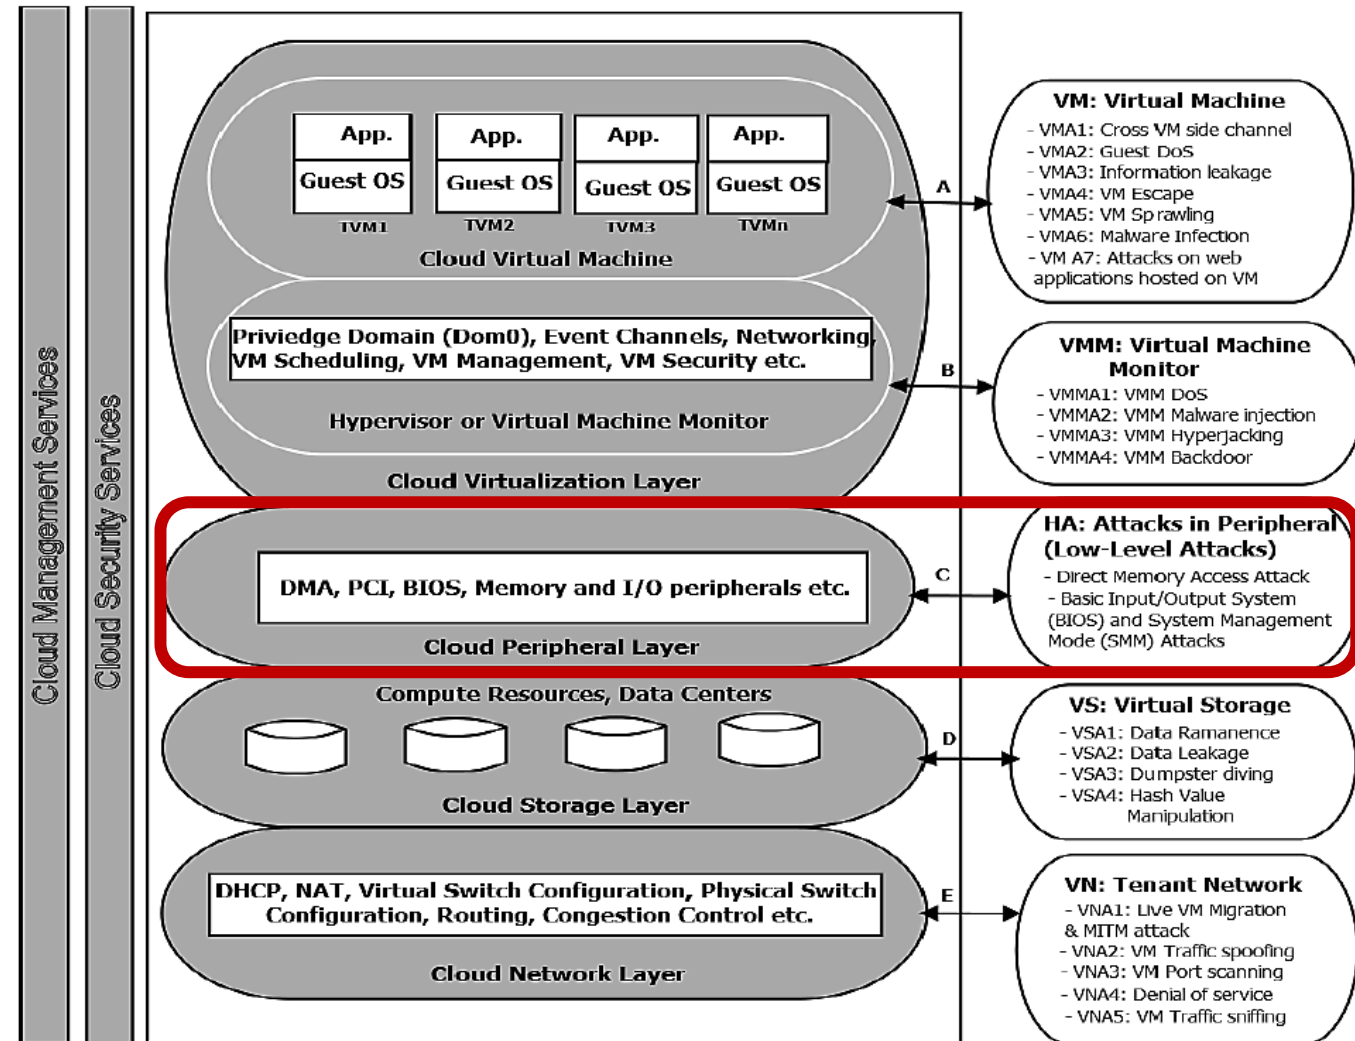 Cloud Management Services
Cloud Security Services
App.
Guest OS
TVM1
App.
Guest OS
TVM2
App.
Guest OS
TVM3
App.
Guest OS
TVMn
Cloud Virtual Machine
Priviedge Domain (Dom0), Event Channels, Networking,
VM Scheduling, VM Management, VM Security etc.
Hypervisor or Virtual Machine Monitor
Cloud Virtualization Layer
DMA, PCI, BIOS, Memory and I/O peripherals etc.
Cloud Peripheral Layer
Compute Resources, Data Centers
Cloud Storage Layer
DHCP, NAT, Virtual Switch Configuration, Physical Switch
Configuration, Routing, Congestion Control etc.
Cloud Network Layer
A
B
C
D
E
VM: Virtual Machine
- VMA1: Cross VM side channel
- VMA2: Guest DoS
- VMA3: Information leakage
- VMA4: VM Escape
- VMA5: VM Sprawling
- VMA6: Malware Infection
- VM A7: Attacks on web
applications hosted on VM
VMM: Virtual Machine
Monitor
- VMMA1: VMM DoS
- VMMA2: VMM Malware injection
- VMMA3: VMM Hyperjacking
- VMMA4: VMM Backdoor
HA: Attacks in Peripheral
(Low-Level Attacks)
- Direct Memory Access Attack
- Basic Input/Output System
(BIOS) and System Management
Mode (SMM) Attacks
VS: Virtual Storage
- VSA1: Data Ramanence
- VSA2: Data Leakage
- VSA3: Dumpster diving
- VSA4: Hash Value
Manipulation
VN: Tenant Network
- VNA1: Live VM Migration
& MITM attack
- VNA2: VM Traffic spoofing
- VNA3: VM Port scanning
- VNA4: Denial of service
- VNA5: VM Traffic sniffing